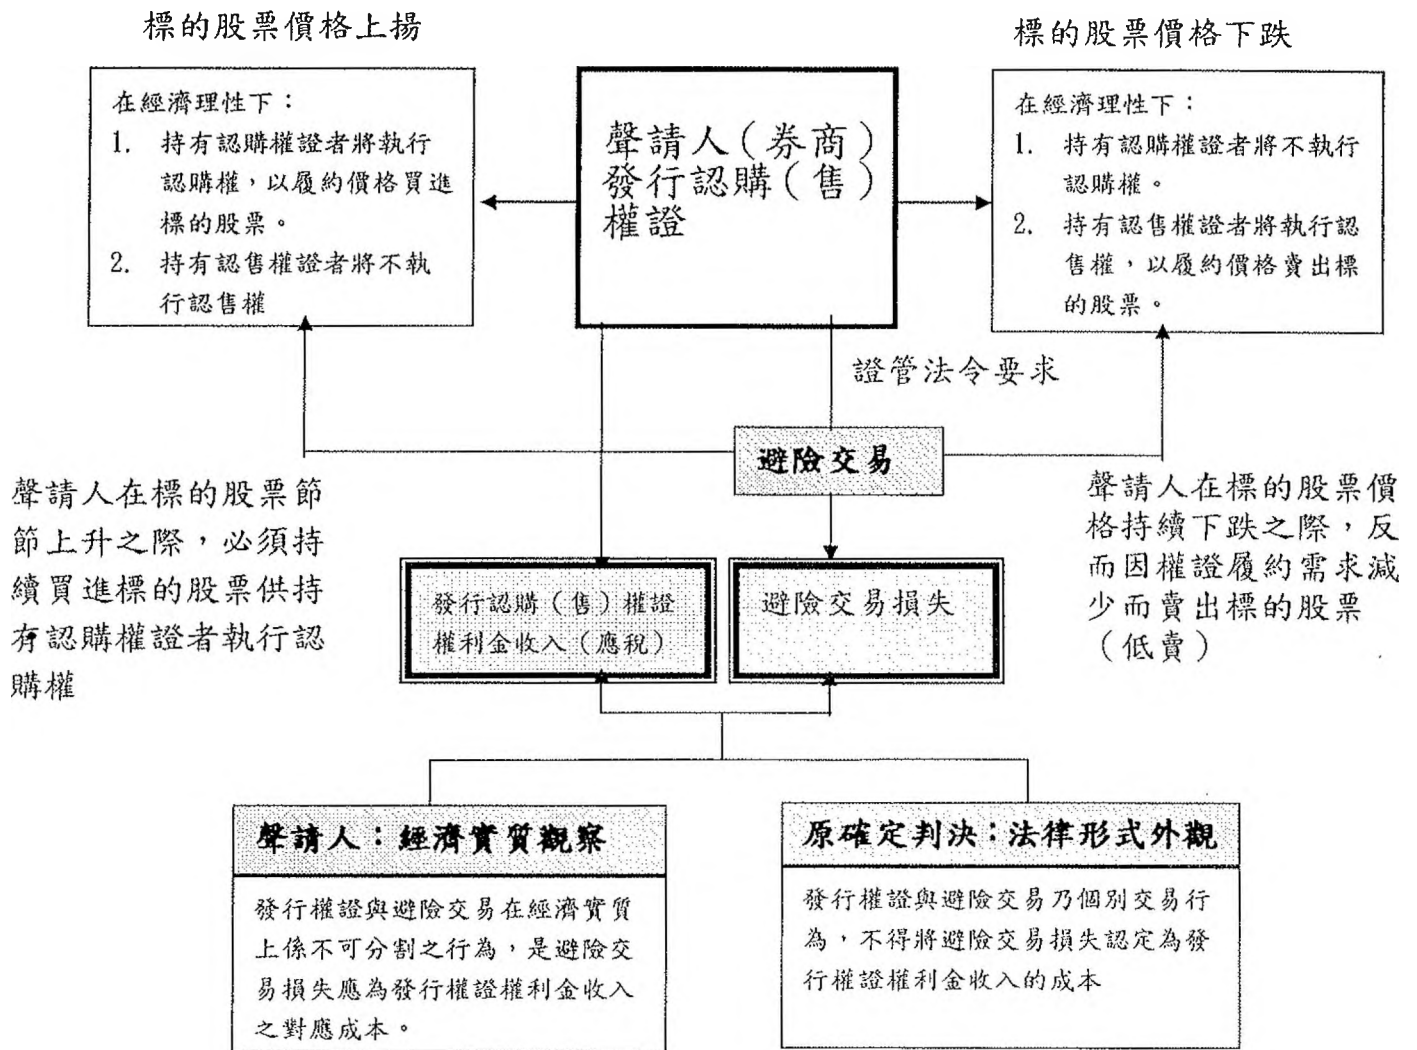 標的股票價格上揚
標的股票價格下跌
在經濟理性下：
1. 持有認購權證者將執行
認購權，以履約價格買進
標的股票。
2. 持有認售權證者將不執
行認售權
聲請人（券商）
發行認購（售）
權證
在經濟理性下：
1. 持有認購權證者將不執行
認購權。
2. 持有認售權證者將執行認
售權，以履約價格賣出標
的股票。
證管法令要求
避險交易
聲請人在標的股票節
節上升之際，必須持
續買進標的股票供持
有認購權證者執行認
購權
聲請人在標的股票價
格持續下跌之際，反
而因權證履約需求減
少而賣出標的股票
（低賣）
發行認購（售）權證
權利金收入（應稅）
避險交易損失
聲請人：經濟實質觀察
發行權證與避險交易在經濟實質
上係不可分割之行為，是避險交
易損失應為發行權證權利金收入
之對應成本。
原確定判決：法律形式外觀
發行權證與避險交易乃個別交易行
為，不得將避險交易損失認定為發
行權證權利金收入的成本